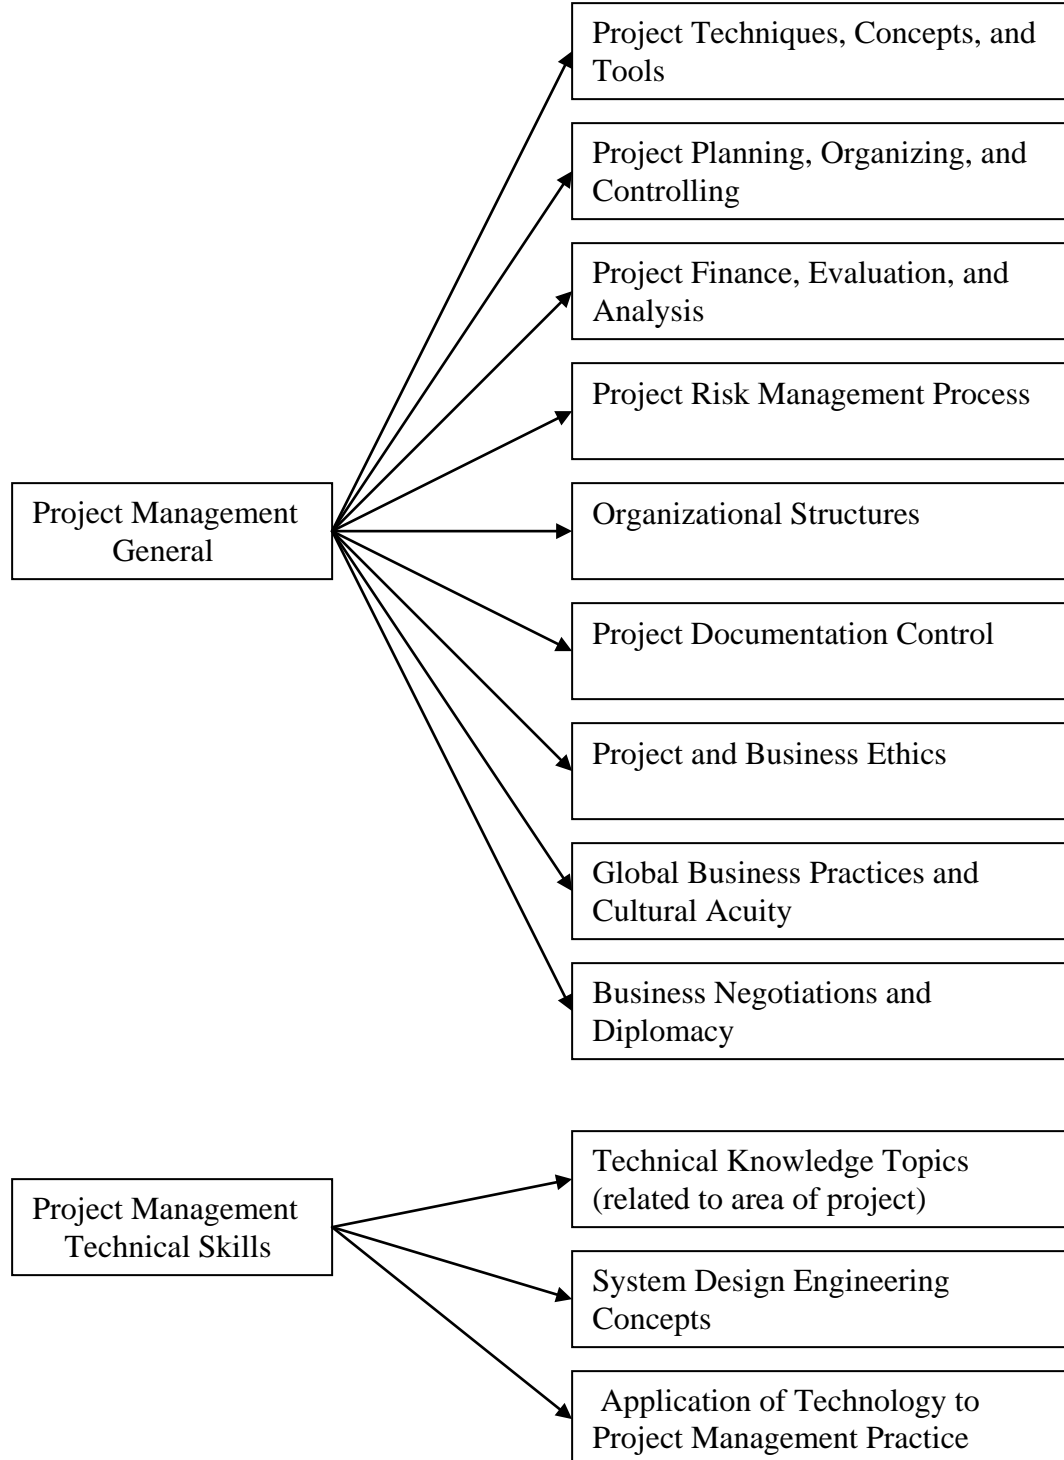 Project Techniques, Concepts, and
Tools
Project Planning, Organizing, and
Controlling
Project Finance, Evaluation, and
Analysis
Project Risk Management Process
Project Management
General
Organizational Structures
Project Documentation Control
Project and Business Ethics
Global Business Practices and
Cultural Acuity
Business Negotiations and
Diplomacy
Project Management
Technical Skills
Technical Knowledge Topics
(related to area of project)
System Design Engineering
Concepts
Application of Technology to
Project Management Practice